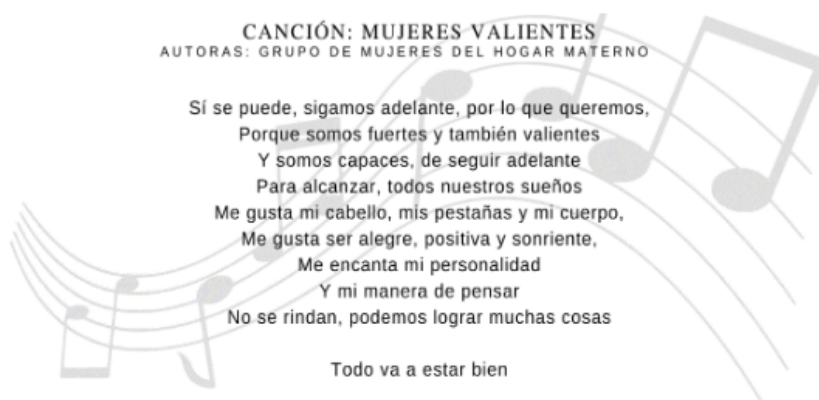 CANCIÓN: MUJERES VALIENTES
AUTORAS: GRUPO DE MUJERES DEL HOGAR MATERNO
Sí se puede, sigamos adelante, por lo que queremos,
Porque somos fuertes y también valientes
Y somos capaces, de seguir adelante
Para alcanzar, todos nuestros sueños
Me gusta mi cabello, mis pestañas y mi cuerpo,
Me gusta ser alegre, positiva y sonriente,
Me encanta mi personalidad
Y mi manera de pensar
No se rindan, podemos lograr muchas cosas
Todo va a estar bien